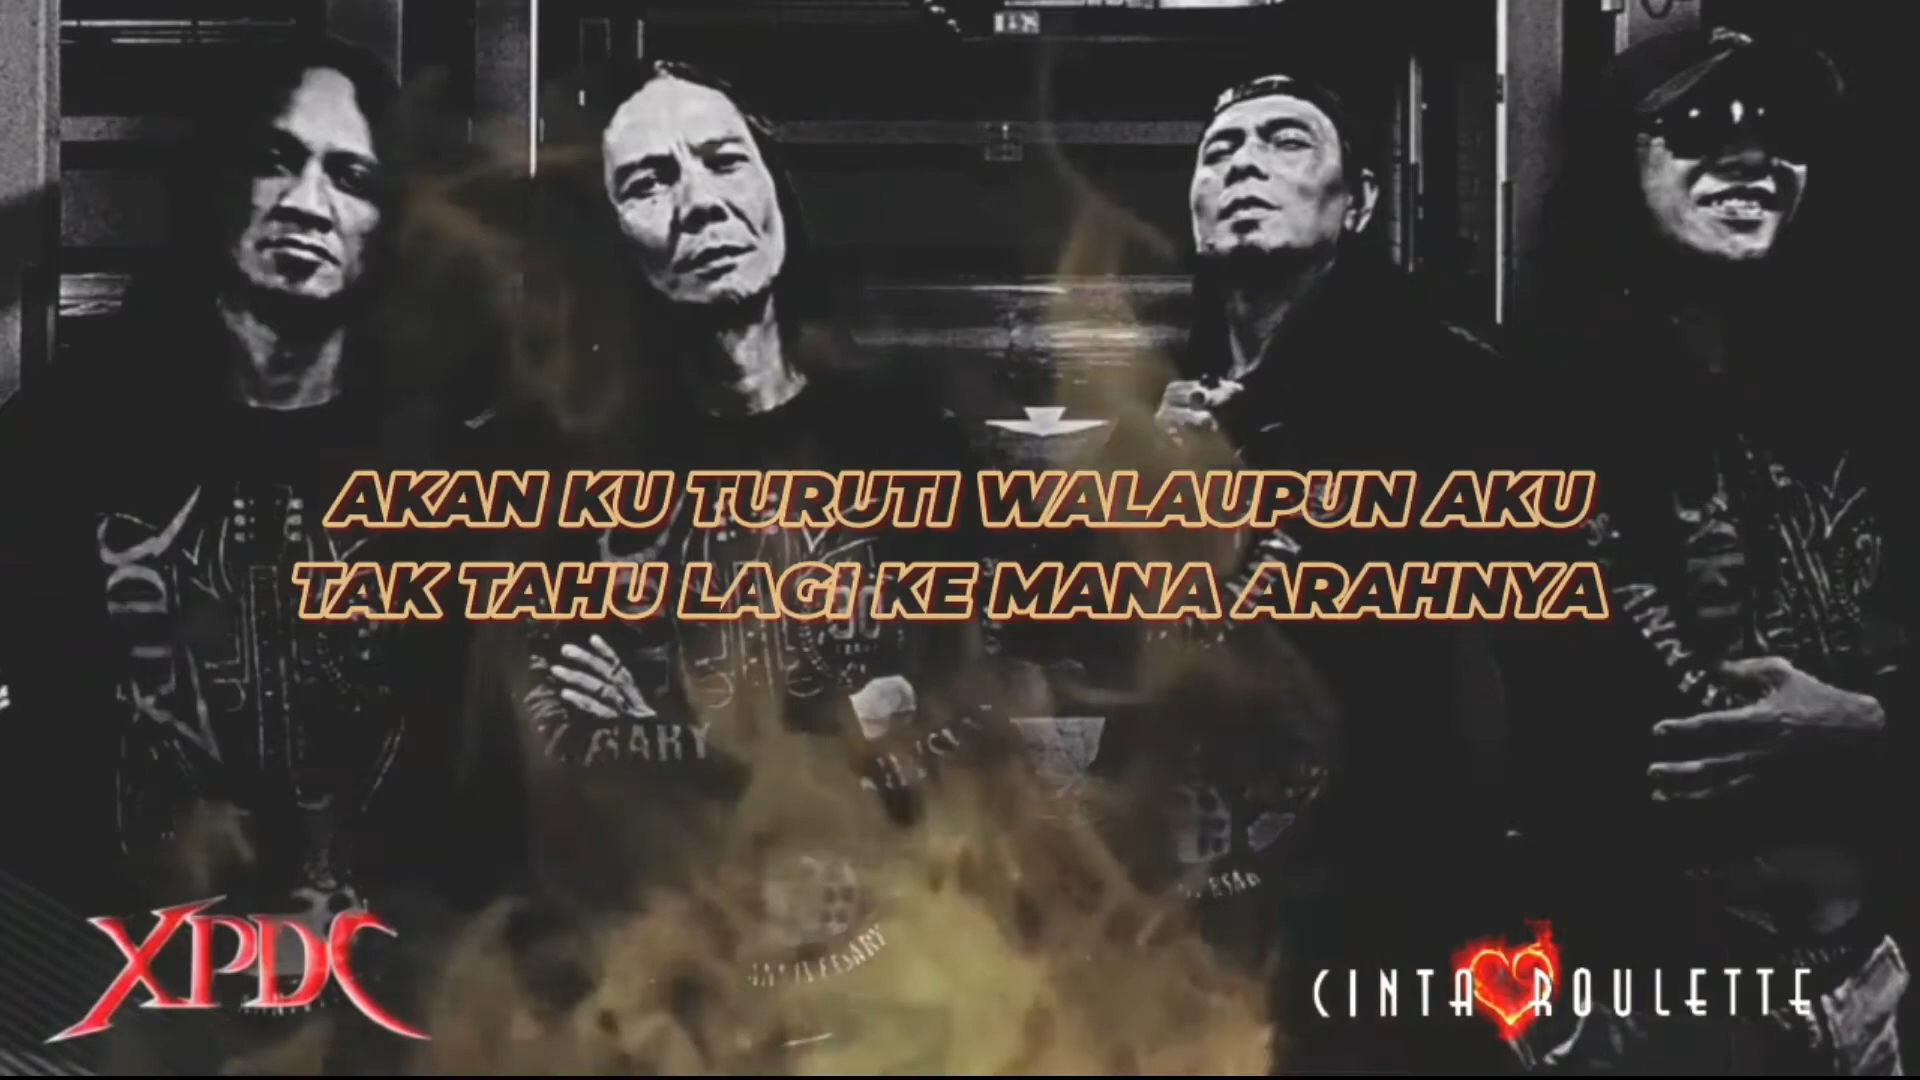 AKAN KU TURUTI WALAUPUN AKU
TAK TAHU LAGI KE MANA ARAHNYA
XPDC
CINTA ROULETTE